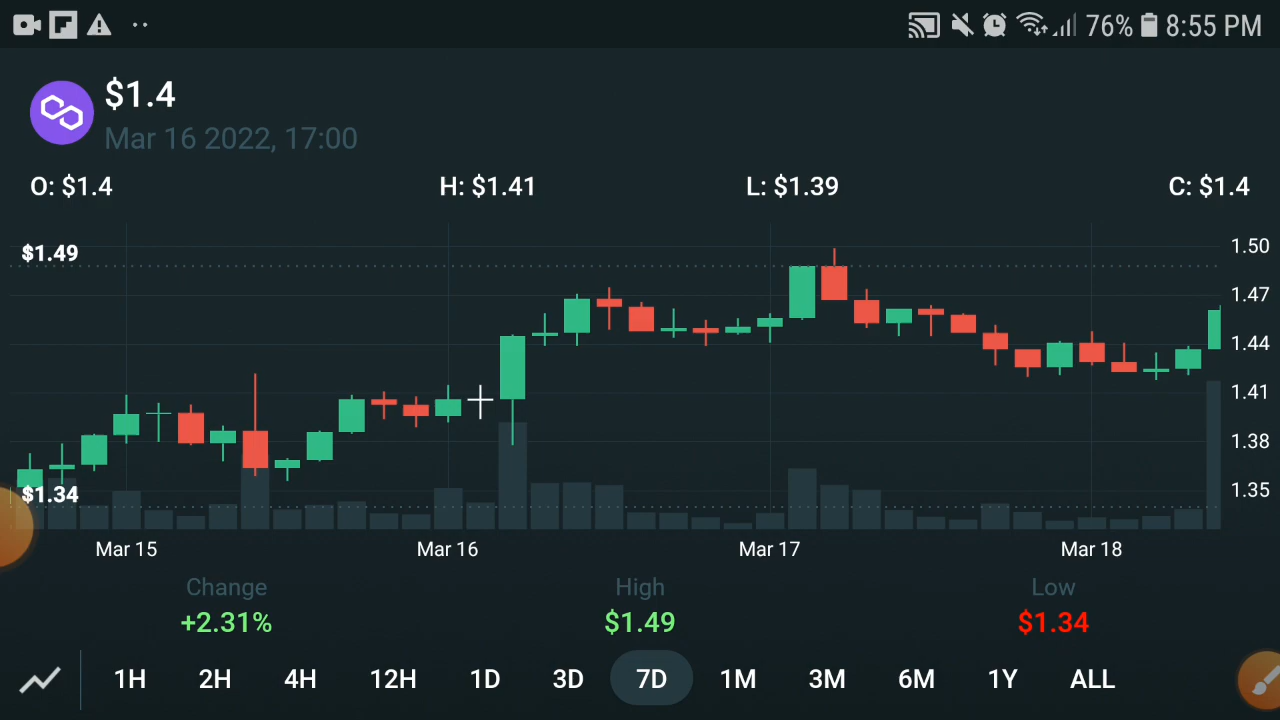 76% 8:55 PM
$1.4
Mar 16 2022, 17:00
O: $1.4 H: $1.41 L: $1.39 C: $1.4
$1.49
1.50
1.47
1.44
1.41
1.38
1.35
$1.34
Mar 15 Mar 16 Mar 17 Mar 18
Change High Low
+2.31% $1.49 $1.34
1H 2H 4H 12H 1D 3D 7D 1M 3M 6M 1Y ALL